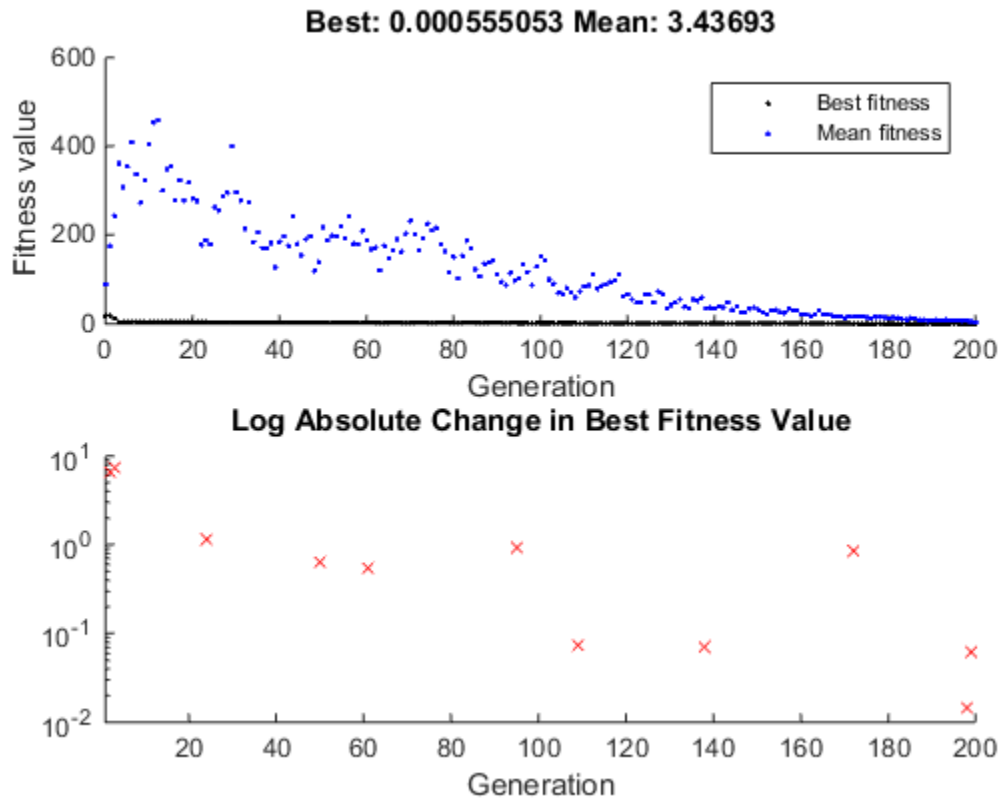 Best: 0.000555053 Mean: 3.43693
600
400
200
0
Fitness value
Best fitness
Mean fitness
0 20 40 60 80 100 120 140 160 180 200
Generation
Log Absolute Change in Best Fitness Value
10^1
10^0
10^-1
10^-2
20 40 60 80 100 120 140 160 180 200
Generation